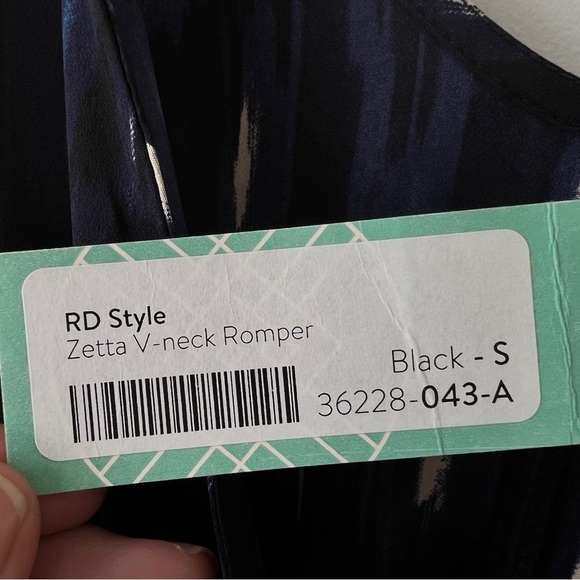 RD Style
Zetta V-neck Romper
Black - S
36228-043-A